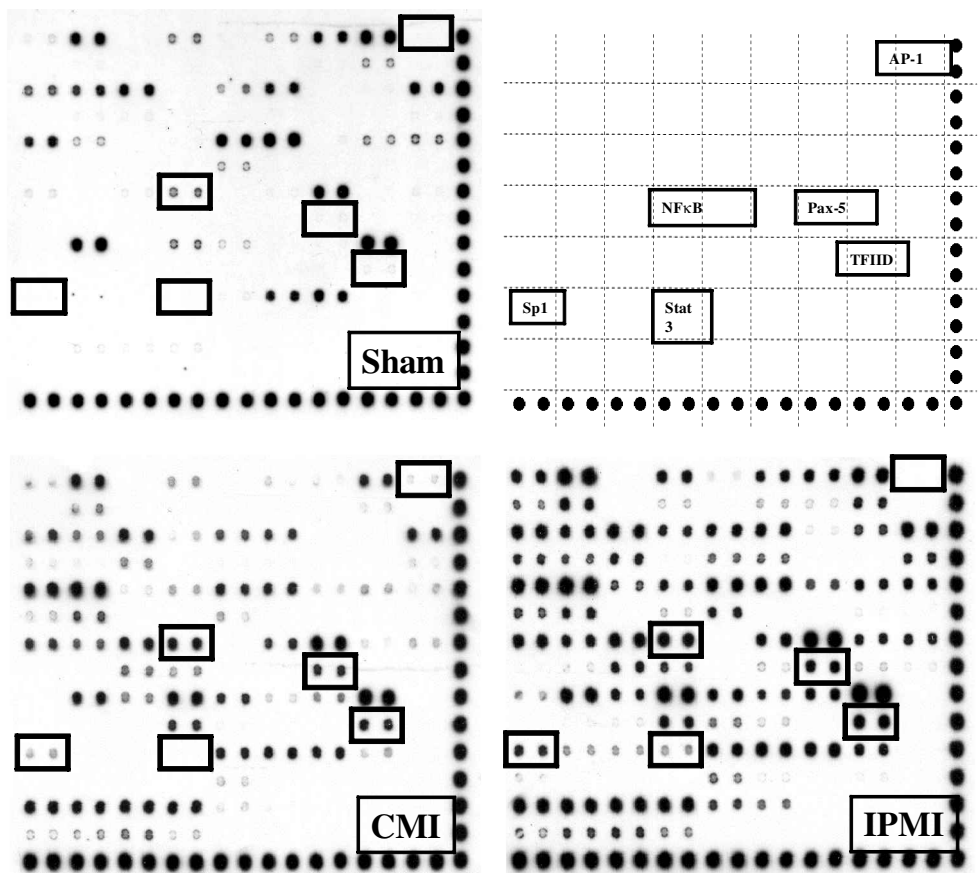 AP-1
NFκB
Pax-5
TFIID
Sp1
Stat
3
Sham
CMI
IPMI